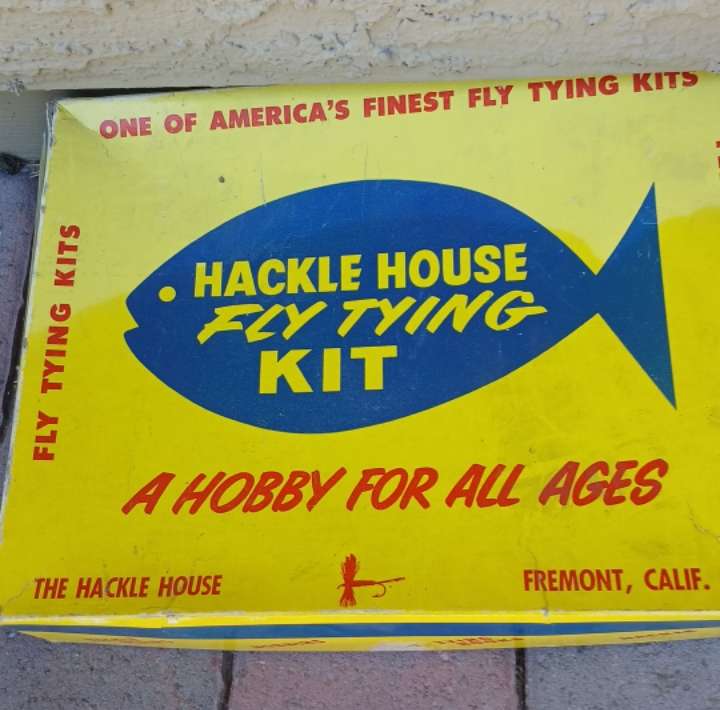 ONE OF AMERICA'S FINEST FLY TYING KITS
FLY TYING KITS
HACKLE HOUSE
FLY TYING
KIT
A HOBBY FOR ALL AGES
THE HACKLE HOUSE
FREMONT, CALIF.